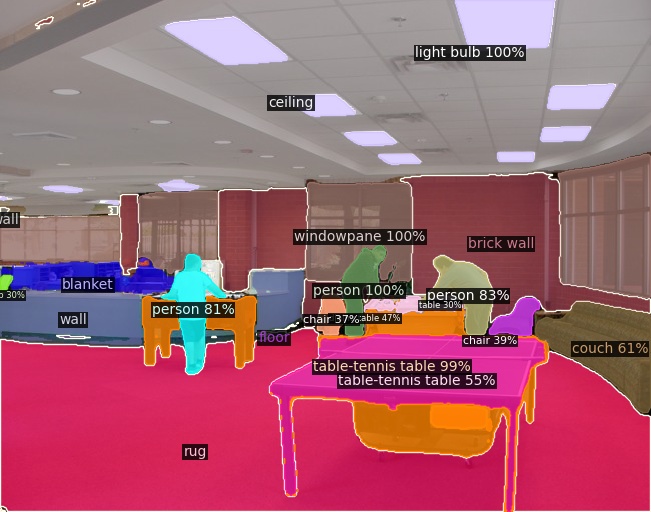 light bulb 100%
ceiling
wall
windowpane 100%
brick wall
blanket
30%
person 100%
person 83%
table 30%
person 81%
wall
chair 37%
table 47%
floor
chair 39%
couch 61%
table-tennis table 99%
table-tennis table 55%
rug